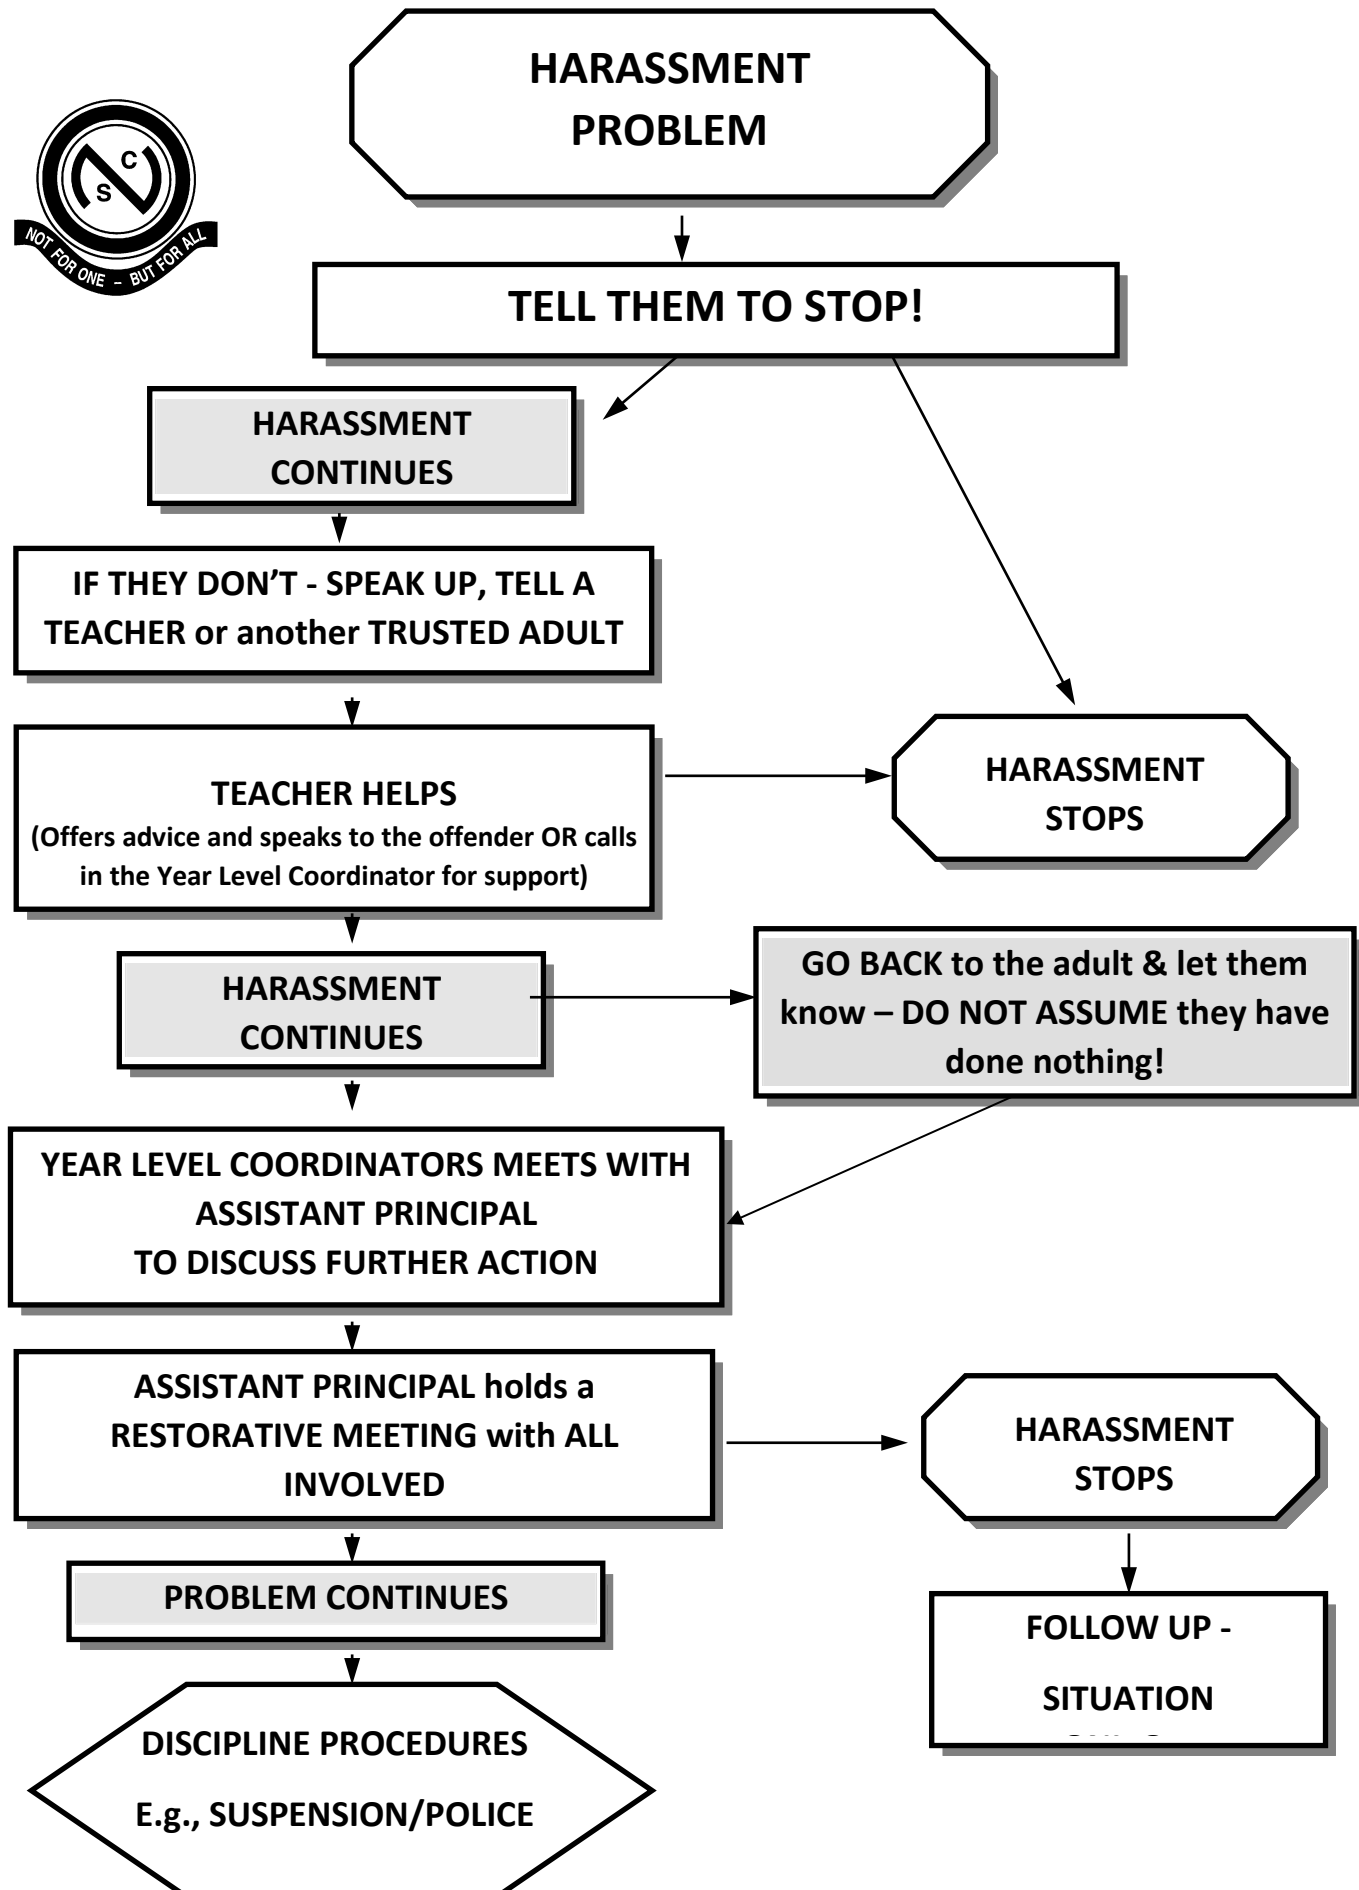 HARASSMENT
PROBLEM
C
S
NOT FOR ONE – BUT FOR ALL
TELL THEM TO STOP!
HARASSMENT
CONTINUES
IF THEY DON’T - SPEAK UP, TELL A
TEACHER or another TRUSTED ADULT
TEACHER HELPS
(Offers advice and speaks to the offender OR calls
in the Year Level Coordinator for support)
HARASSMENT
STOPS
HARASSMENT
CONTINUES
GO BACK to the adult & let them
know – DO NOT ASSUME they have
done nothing!
YEAR LEVEL COORDINATORS MEETS WITH
ASSISTANT PRINCIPAL
TO DISCUSS FURTHER ACTION
ASSISTANT PRINCIPAL holds a
RESTORATIVE MEETING with ALL
INVOLVED
HARASSMENT
STOPS
PROBLEM CONTINUES
FOLLOW UP -
SITUATION
DISCIPLINE PROCEDURES
E.g., SUSPENSION/POLICE